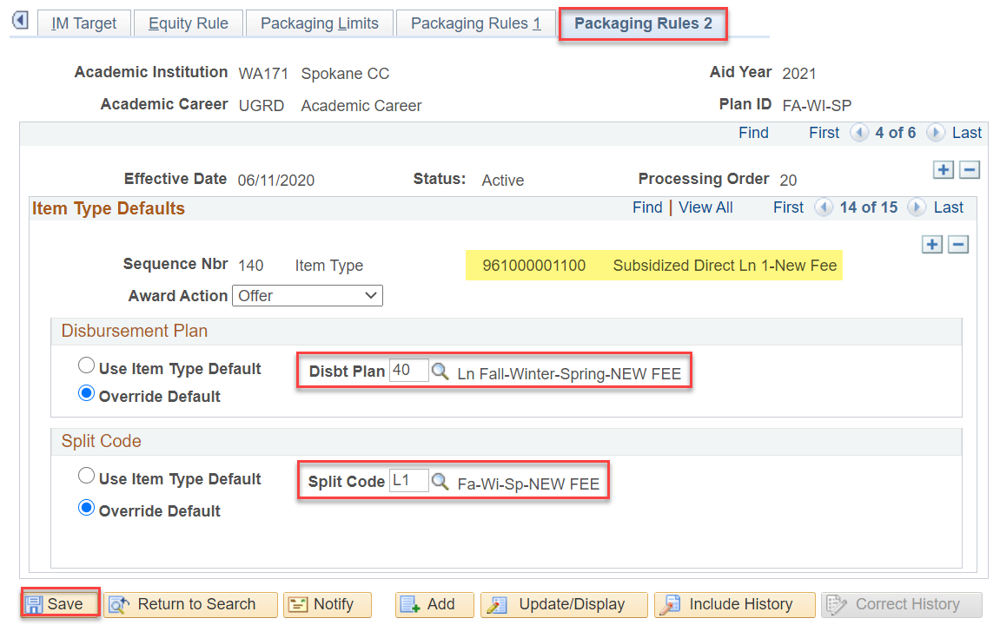 IM Target Equity Rule Packaging Limits Packaging Rules 1 Packaging Rules 2
Academic Institution WA171 Spokane CC Aid Year 2021
Academic Career UGRD Academic Career Plan ID FA-WI-SP
Find First 4 of 6 Last
Effective Date 06/11/2020 Status: Active Processing Order 20
Item Type Defaults Find | View All First 14 of 15 Last
Sequence Nbr 140 Item Type 961000001100 Subsidized Direct Ln 1-New Fee
Award Action Offer
Disbursement Plan
Use Item Type Default Disbt Plan 40 Ln Fall-Winter-Spring-NEW FEE
Override Default
Split Code
Use Item Type Default Split Code L1 Fa-Wi-Sp-NEW FEE
Override Default
Save Return to Search Notify Add Update/Display Include History Correct History